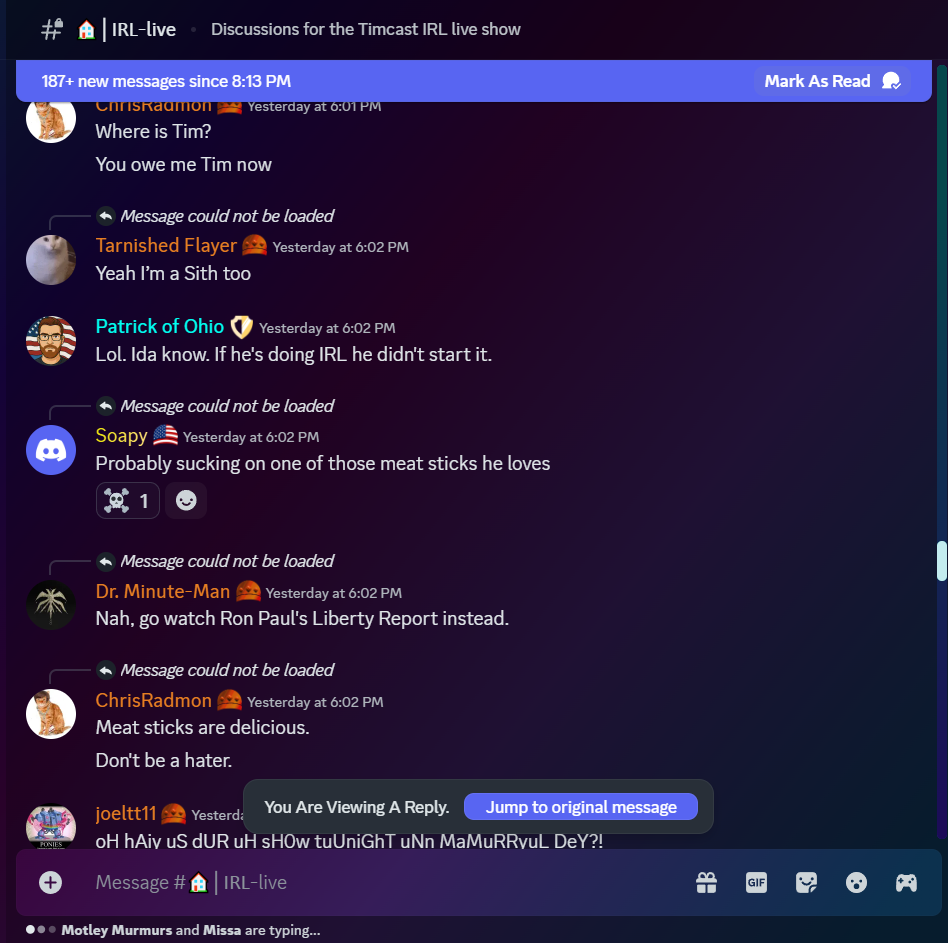 IRL-live • Discussions for the Timcast IRL live show
187+ new messages since 8:13 PM Mark As Read
ChrisRadmon Yesterday at 6:01 PM
Where is Tim?
You owe me Tim now
Message could not be loaded
Tarnished Flayer Yesterday at 6:02 PM
Yeah I'm a Sith too
Patrick of Ohio Yesterday at 6:02 PM
Lol. Ida know. If he's doing IRL he didn't start it.
Message could not be loaded
Soapy Yesterday at 6:02 PM
Probably sucking on one of those meat sticks he loves
1
Message could not be loaded
Dr. Minute-Man Yesterday at 6:02 PM
Nah, go watch Ron Paul's Liberty Report instead.
Message could not be loaded
ChrisRadmon Yesterday at 6:02 PM
Meat sticks are delicious.
Don't be a hater.
You Are Viewing A Reply. Jump to original message
joeltt11 Yesterda
PONIES
oH hAiy uS dUR uH sH0w tuUniGhT uNn MaMuRRyuL DeY?!
Message # | IRL-live
GIF
Motley Murmurs and Missa are typing...